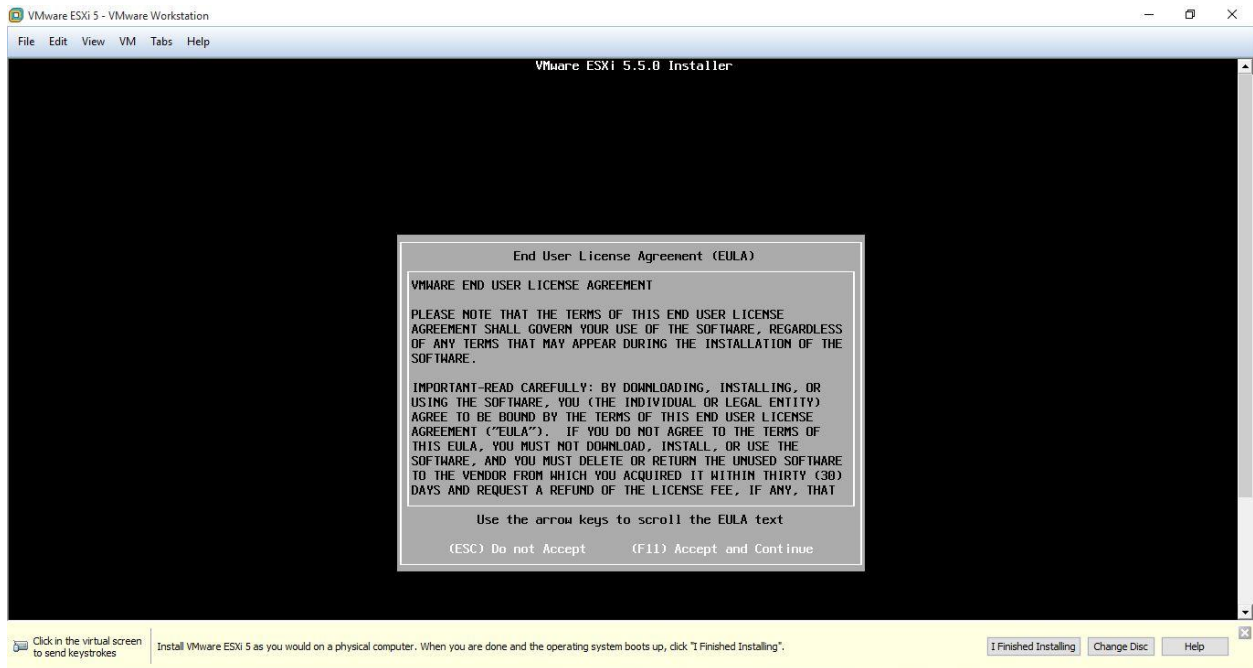 VMware ESXi 5 - VMware Workstation
File Edit View VM Tabs Help
VMware ESXi 5.5.0 Installer
End User License Agreement (EULA)
VMWARE END USER LICENSE AGREEMENT
PLEASE NOTE THAT THE TERMS OF THIS END USER LICENSE
AGREEMENT SHALL GOVERN YOUR USE OF THE SOFTWARE, REGARDLESS
OF ANY TERMS THAT MAY APPEAR DURING THE INSTALLATION OF THE
SOFTWARE.
IMPORTANT-READ CAREFULLY: BY DOWNLOADING, INSTALLING, OR
USING THE SOFTWARE, YOU (THE INDIVIDUAL OR LEGAL ENTITY)
AGREE TO BE BOUND BY THE TERMS OF THIS END USER LICENSE
AGREEMENT ("EULA"). IF YOU DO NOT AGREE TO THE TERMS OF
THIS EULA, YOU MUST NOT DOWNLOAD, INSTALL, OR USE THE
SOFTWARE, AND YOU MUST DELETE OR RETURN THE UNUSED SOFTWARE
TO THE VENDOR FROM WHICH YOU ACQUIRED IT WITHIN THIRTY (30)
DAYS AND REQUEST A REFUND OF THE LICENSE FEE, IF ANY, THAT
Use the arrow keys to scroll the EULA text
(ESC) Do not Accept (F11) Accept and Continue
Click in the virtual screen
to send keystrokes
Install VMware ESXi 5 as you would on a physical computer. When you are done and the operating system boots up, click "I Finished Installing".
I Finished Installing Change Disc Help